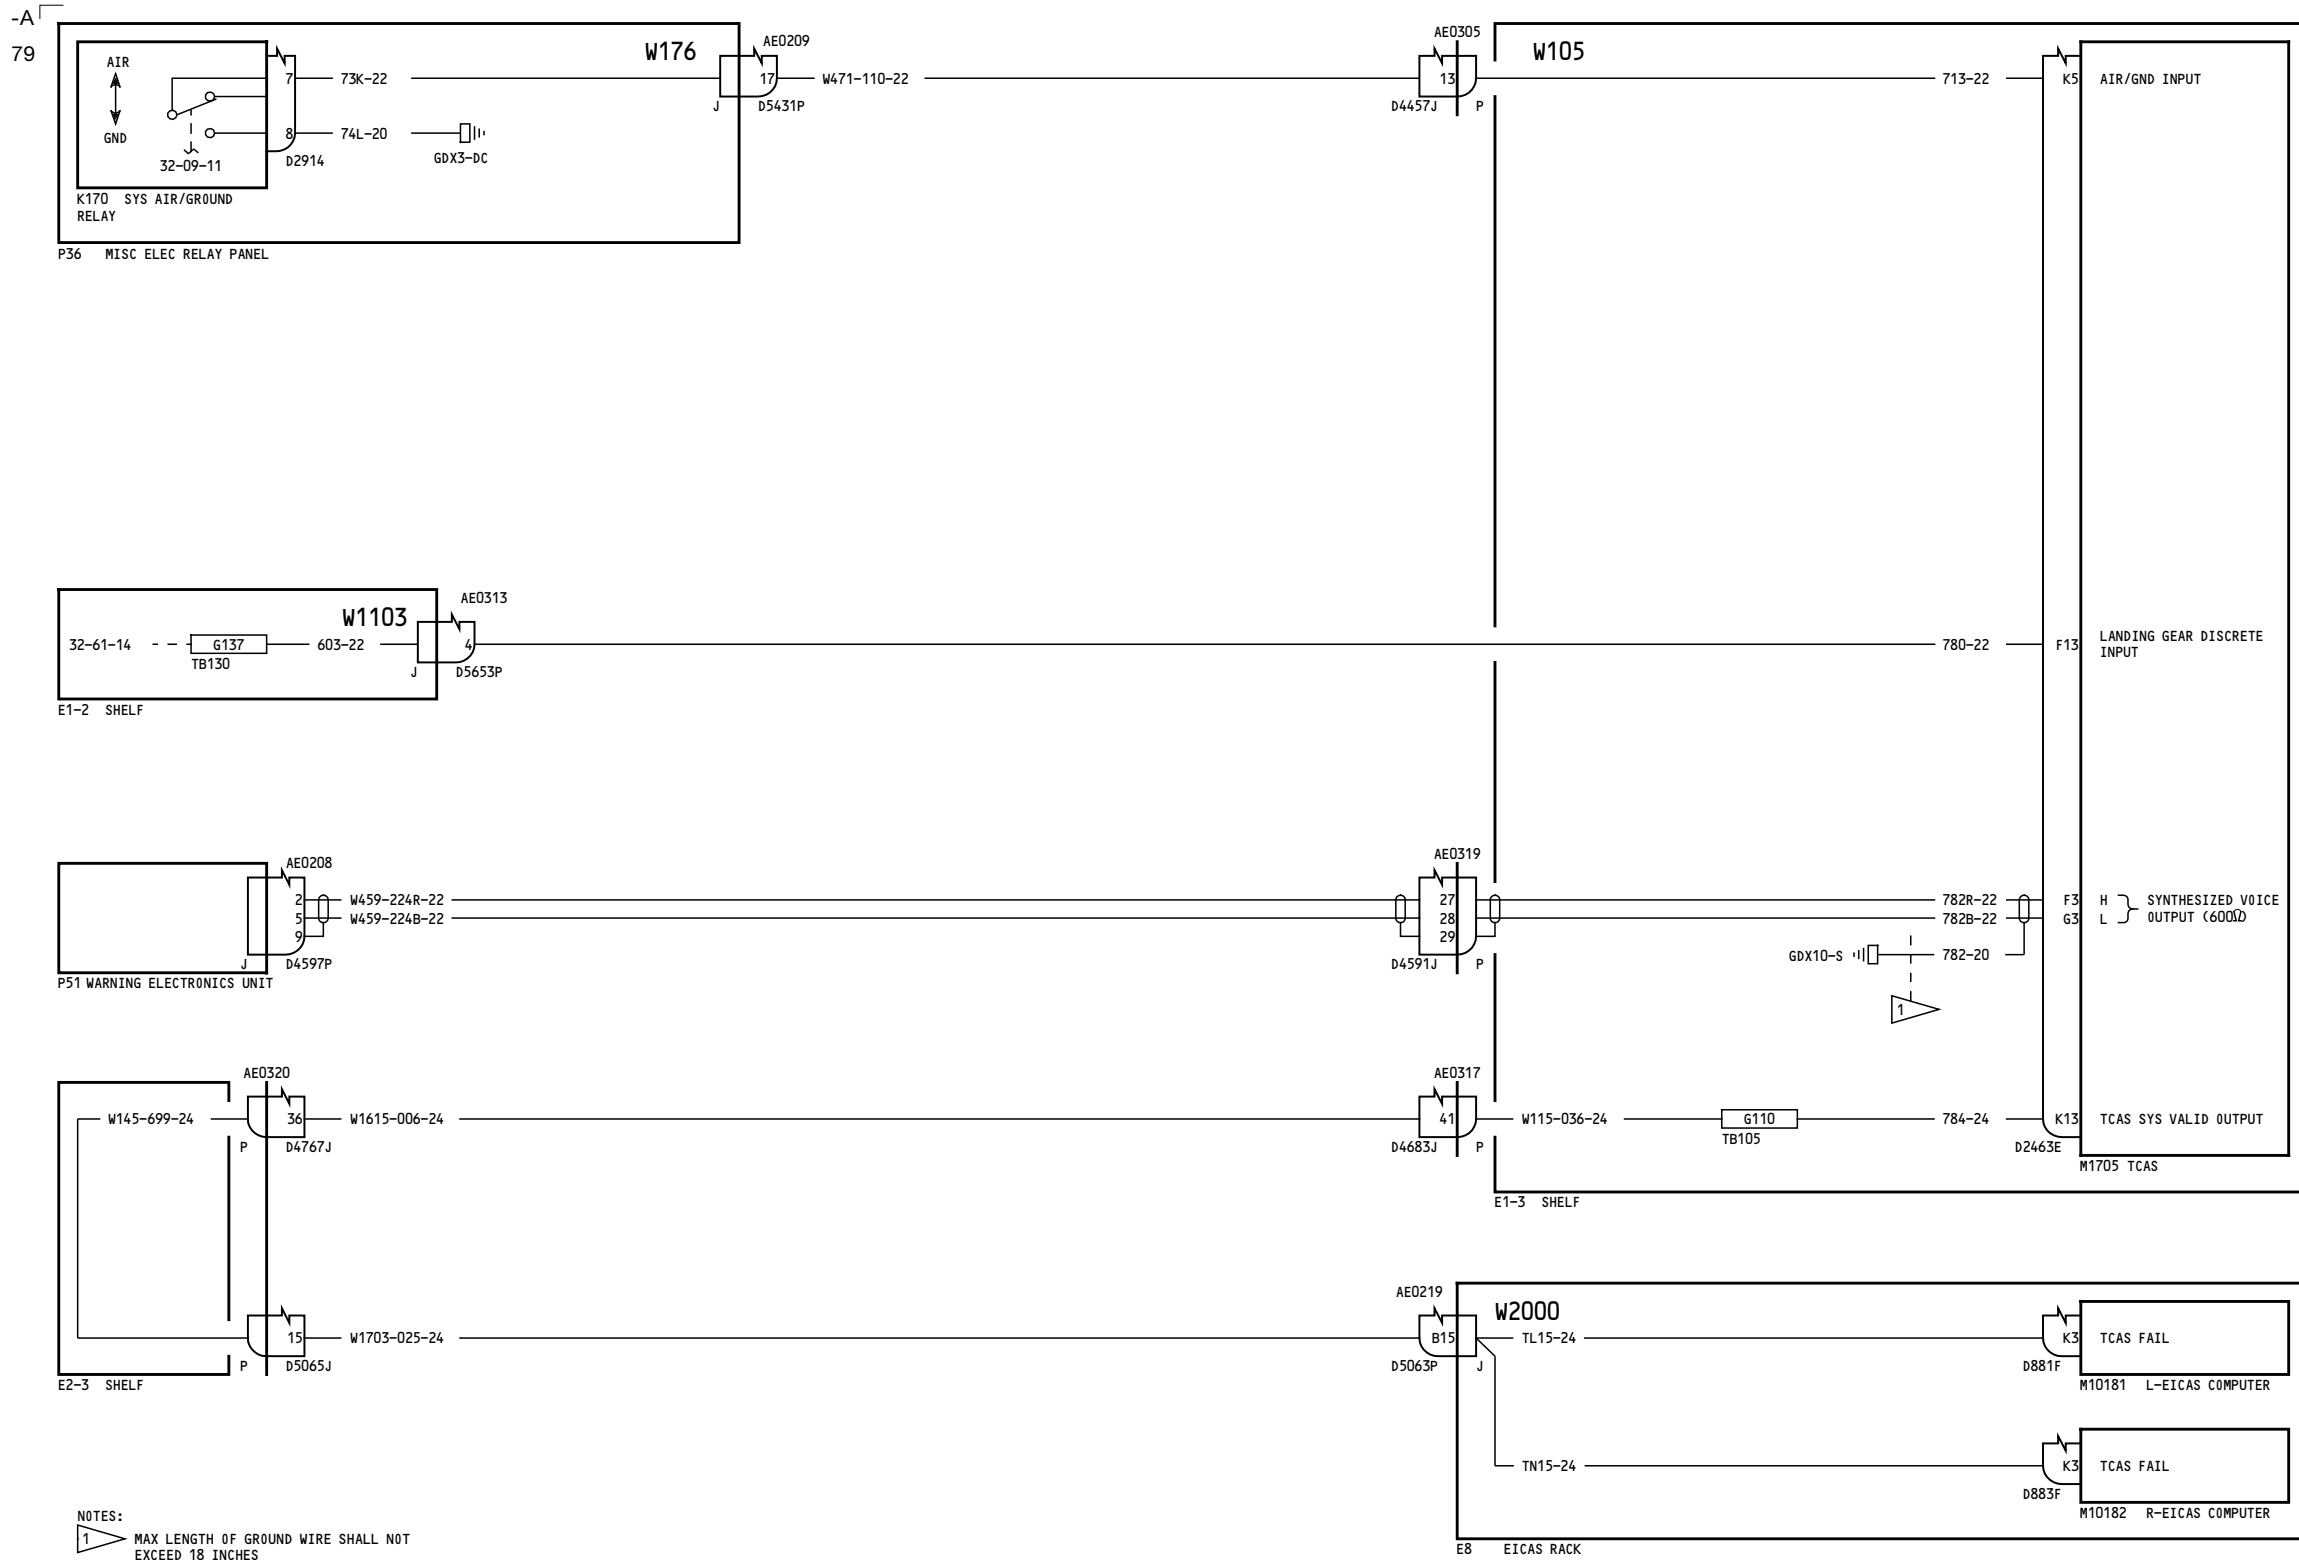 -A
79
W176
AE0209
AE0305
W105
AIR
GND
32-09-11
7
73K-22
17
W471-110-22
13
713-22
K5
AIR/GND INPUT
J
D5431P
D4457J
P
8
74L-20
GDX3-DC
D2914
K170 SYS AIR/GROUND
RELAY
P36 MISC ELEC RELAY PANEL
W1103
AE0313
32-61-14
G137
TB130
603-22
4
J
D5653P
780-22
F13
LANDING GEAR DISCRETE
INPUT
E1-2 SHELF
AE0208
AE0319
2
W459-224R-22
27
782R-22
F3
H
SYNTHESIZED VOICE
5
W459-224B-22
28
782B-22
G3
L
OUTPUT (600Ω)
9
29
J
D4597P
D4591J
P
GDX10-S
782-20
1
P51 WARNING ELECTRONICS UNIT
AE0320
AE0317
W145-699-24
36
W1615-006-24
41
W115-036-24
G110
TB105
784-24
K13
TCAS SYS VALID OUTPUT
P
D4767J
D4683J
P
D2463E
M1705 TCAS
E1-3 SHELF
AE0219
W2000
15
W1703-025-24
B15
TL15-24
K3
TCAS FAIL
P
D5065J
D5063P
J
D881F
E2-3 SHELF
M10181 L-EICAS COMPUTER
TN15-24
K3
TCAS FAIL
D883F
M10182 R-EICAS COMPUTER
E8 EICAS RACK
NOTES:
1 MAX LENGTH OF GROUND WIRE SHALL NOT
EXCEED 18 INCHES